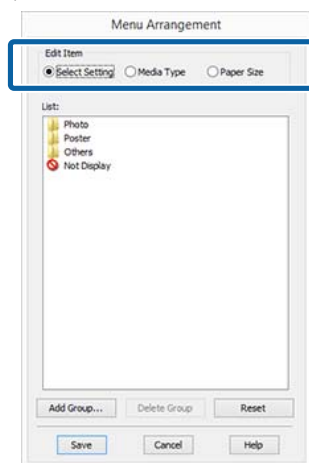 Menu Arrangement
Edit Item
Select Setting Media Type Paper Size
List:
Photo
Poster
Others
Not Display
Add Group... Delete Group Reset
Save Cancel Help